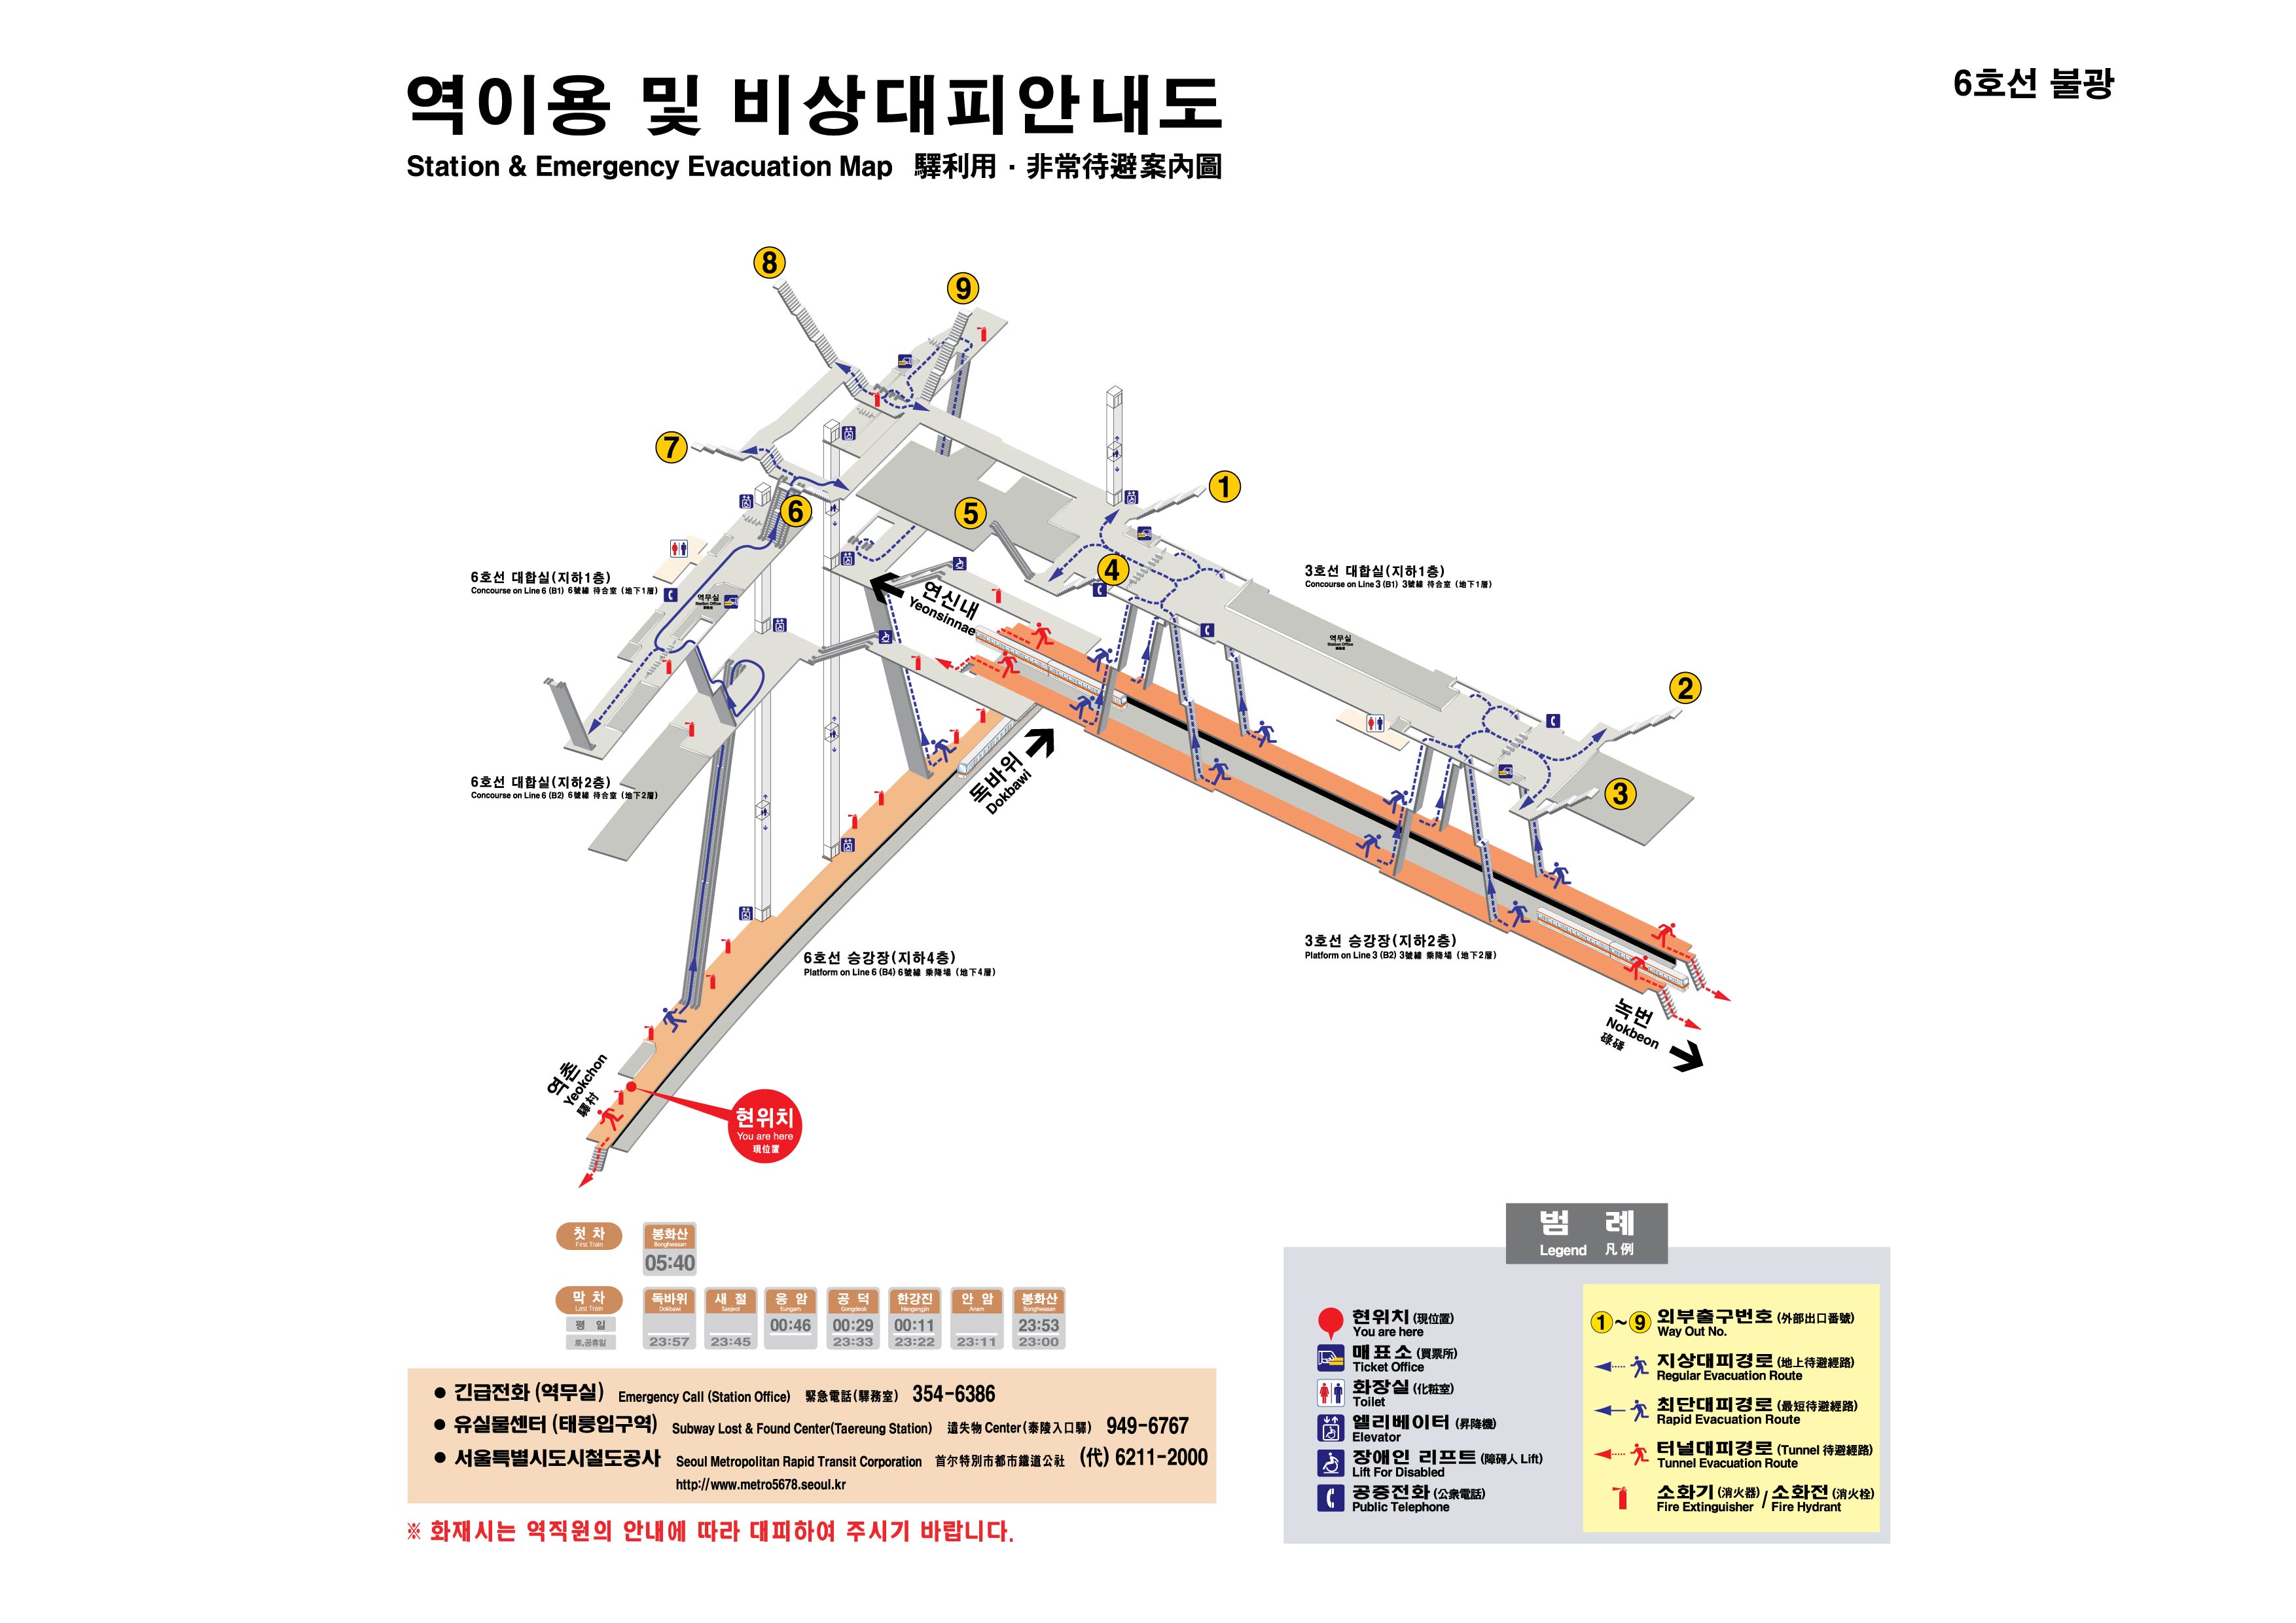 역이용 및 비상대피안내도
Station & Emergency Evacuation Map 驛利用 · 非常待避案內圖
6호선 불광
8
9
7
6
5
1
4
2
3
6호선 대합실(지하1층)
Concourse on Line 6 (B1) 6號線 待合室 (地下1層)
역무실
Station Office
3호선 대합실(지하1층)
Concourse on Line 3 (B1) 3號線 待合室 (地下1層)
역무실
Station Office
연신내
Yeonsinnae
6호선 대합실(지하2층)
Concourse on Line 6 (B2) 6號線 待合室 (地下2層)
독바위
Dokbawi
6호선 승강장(지하4층)
Platform on Line 6 (B4) 6號線 乘降場 (地下4層)
3호선 승강장(지하2층)
Platform on Line 3 (B2) 3號線 乘降場 (地下2層)
녹번
Nokbeon
碌磻
역촌
Yeokchon
驛村
현위치
You are here
現位置
첫 차
First Train
봉화산
Bonghwasan
05:40
막 차
Last Train
평 일
토,공휴일
독바위
Dokbawi
23:57
새 절
Saejeol
23:45
응 암
Eungam
00:46
공 덕
Gongdeok
00:29
23:33
한강진
Hangangjin
00:11
23:22
안 암
Anam
23:11
봉화산
Bonghwasan
23:53
23:00
● 긴급전화 (역무실) Emergency Call (Station Office) 緊急電話(驛務室) 354-6386
● 유실물센터 (태릉입구역) Subway Lost & Found Center(Taereung Station) 遺失物 Center(泰陵入口驛) 949-6767
● 서울특별시도시철도공사 Seoul Metropolitan Rapid Transit Corporation 首尔特別市都市鐵道公社 (代) 6211-2000
http://www.metro5678.seoul.kr
※ 화재시는 역직원의 안내에 따라 대피하여 주시기 바랍니다.
범 례
Legend 凡例
현위치 (現位置)
You are here
매표소 (買票所)
Ticket Office
화장실 (化粧室)
Toilet
엘리베이터 (昇降機)
Elevator
장애인 리프트 (障碍人 Lift)
Lift For Disabled
공중전화 (公衆電話)
Public Telephone
1~9 외부출구번호 (外部出口番號)
Way Out No.
지상대피경로 (地上待避經路)
Regular Evacuation Route
최단대피경로 (最短待避經路)
Rapid Evacuation Route
터널대피경로 (Tunnel 待避經路)
Tunnel Evacuation Route
소화기 (消火器) / 소화전 (消火栓)
Fire Extinguisher / Fire Hydrant